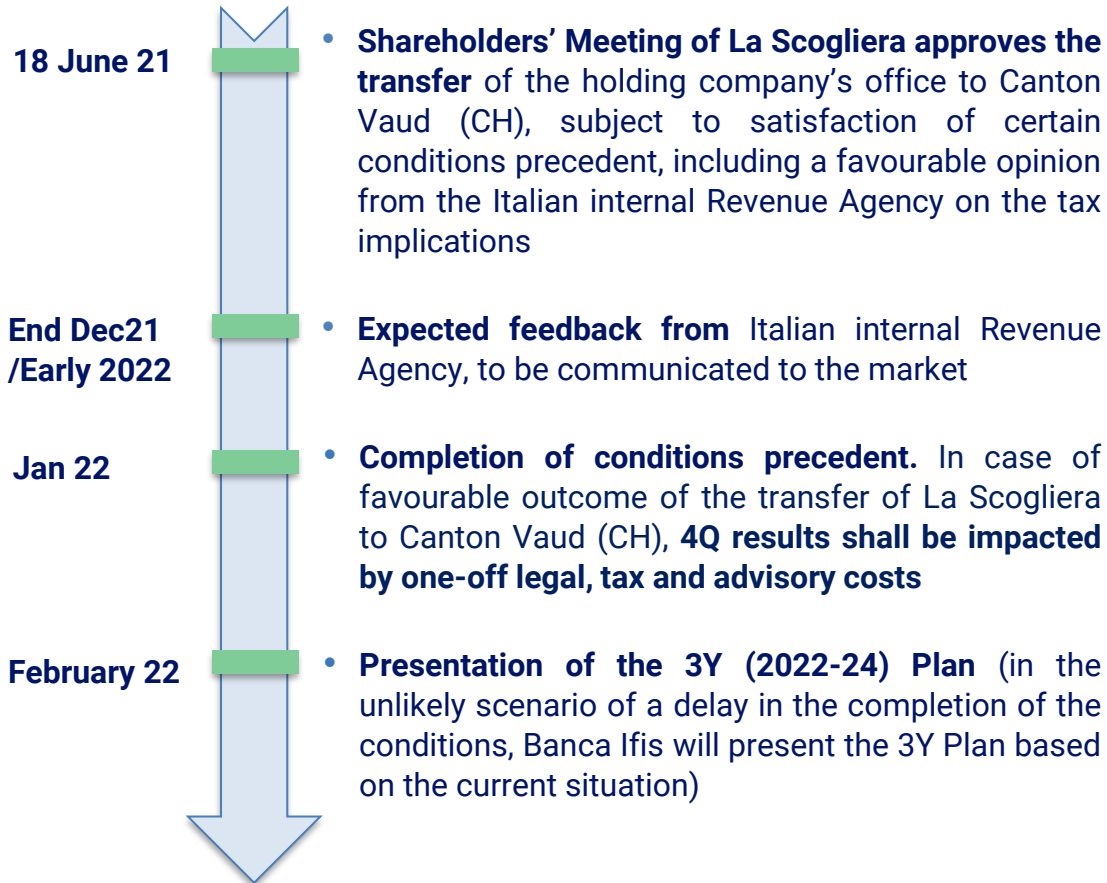 18 June 21
• Shareholders’ Meeting of La Scogliera approves the
transfer of the holding company’s office to Canton
Vaud (CH), subject to satisfaction of certain
conditions precedent, including a favourable opinion
from the Italian internal Revenue Agency on the tax
implications
End Dec21
/Early 2022
• Expected feedback from Italian internal Revenue
Agency, to be communicated to the market
Jan 22
• Completion of conditions precedent. In case of
favourable outcome of the transfer of La Scogliera
to Canton Vaud (CH), 4Q results shall be impacted
by one-off legal, tax and advisory costs
February 22
• Presentation of the 3Y (2022-24) Plan (in the
unlikely scenario of a delay in the completion of the
conditions, Banca Ifis will present the 3Y Plan based
on the current situation)